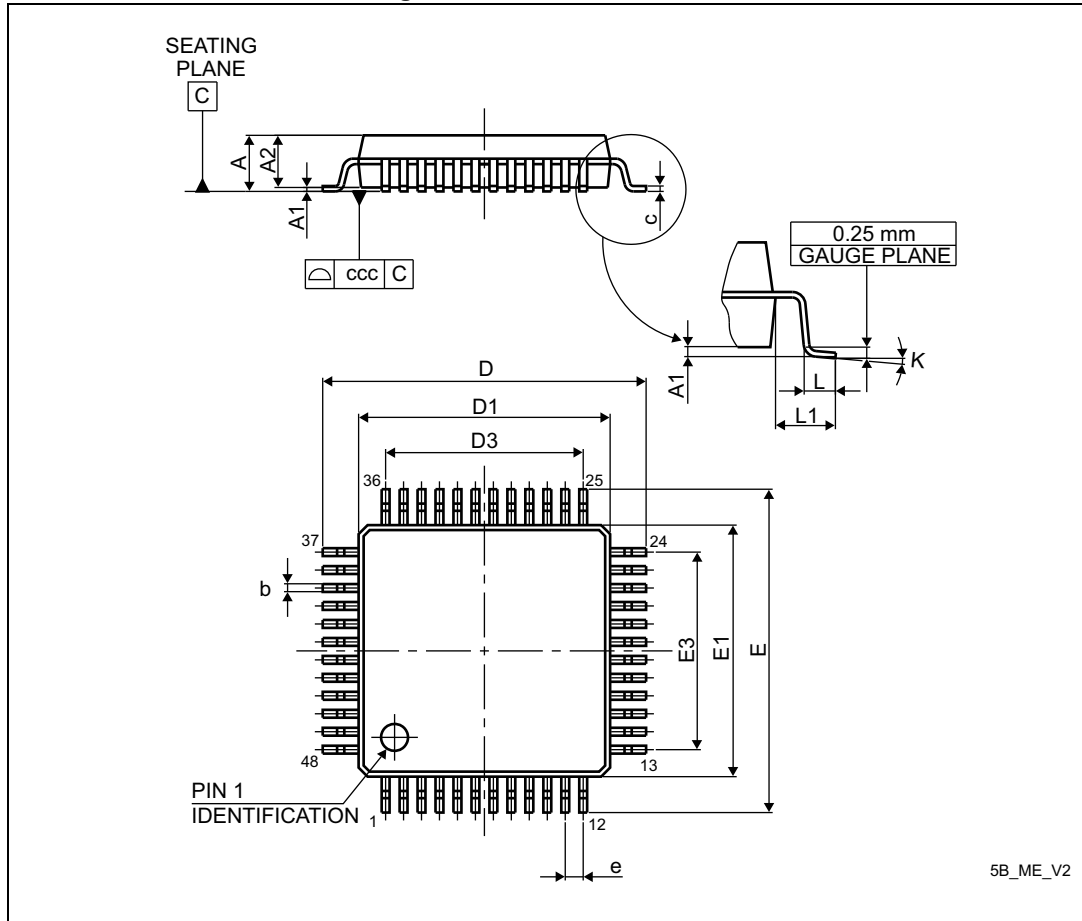 SEATING
PLANE
C
A
A2
A1
c
ccc C
0.25 mm
GAUGE PLANE
A1
K
L
L1
D
D1
D3
36
25
37
24
b
E3
E1
E
48
13
PIN 1
IDENTIFICATION
1
12
e
5B_ME_V2